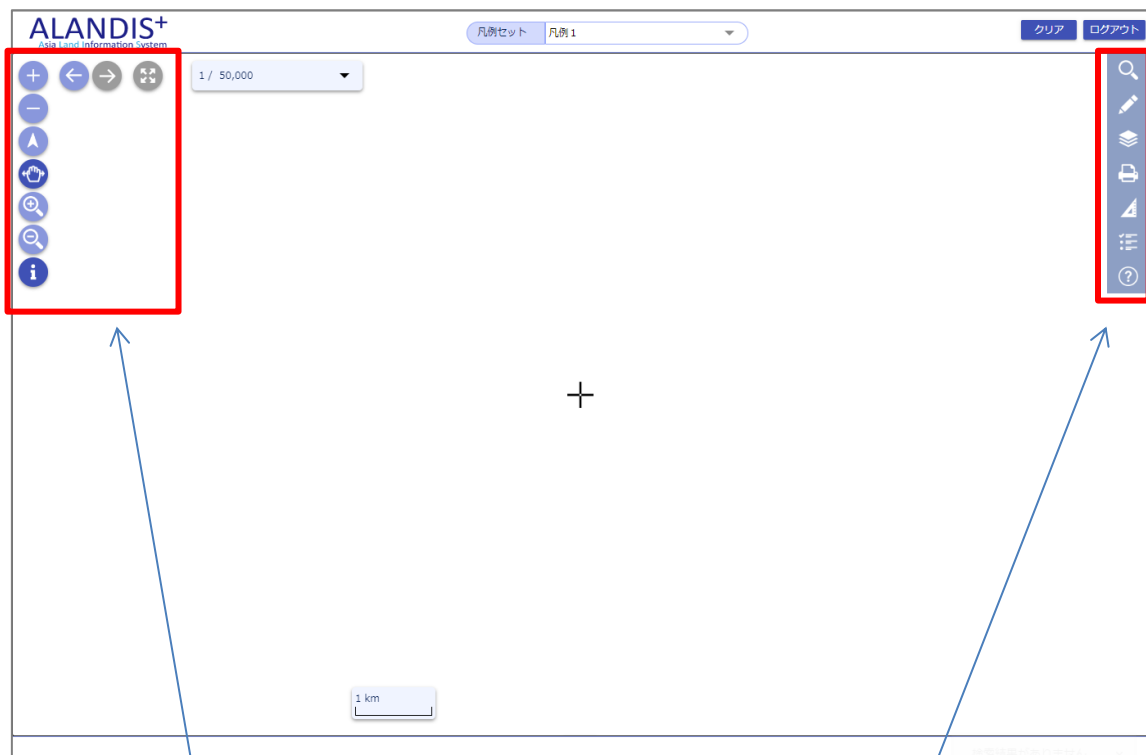 ALANDIS+
Asia Land Information System
凡例セット 凡例1
クリア ログアウト
1 / 50,000
1 km